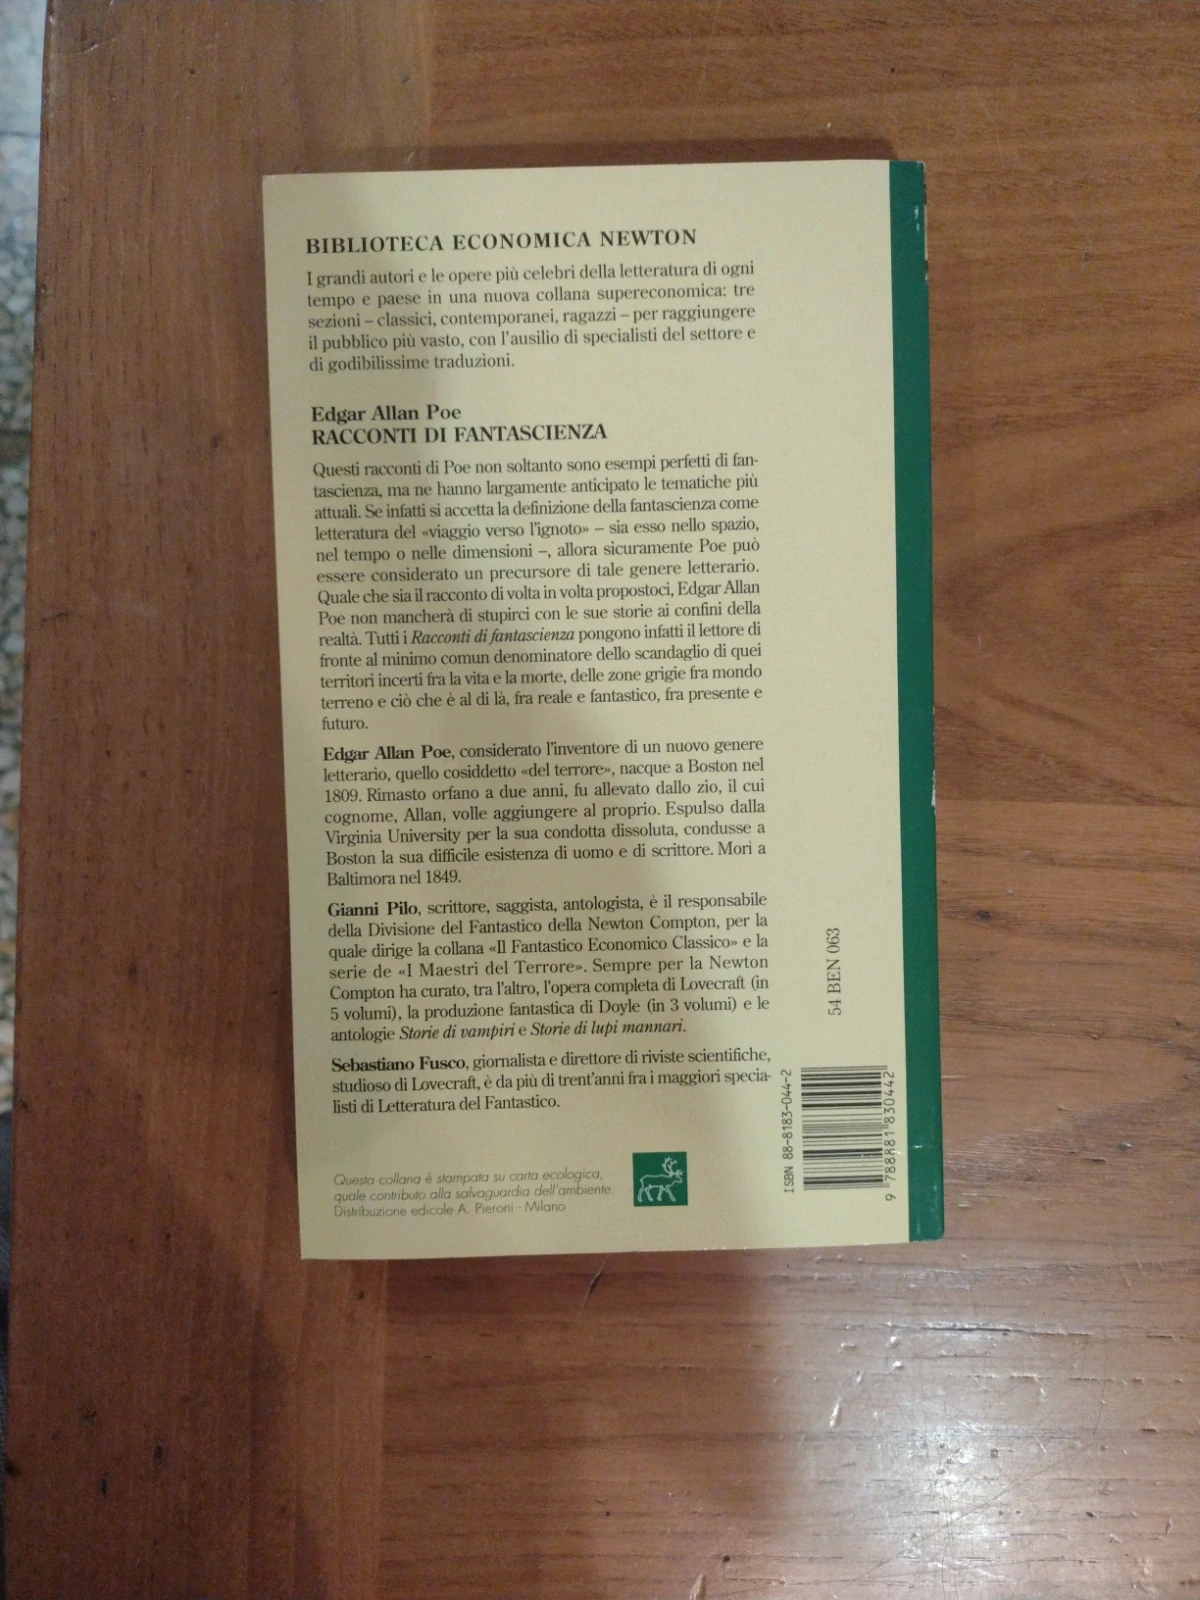 BIBLIOTECA ECONOMICA NEWTON
I grandi autori e le opere più celebri della letteratura di ogni
tempo e paese in una nuova collana supereconomica: tre
sezioni – classici, contemporanei, ragazzi – per raggiungere
il pubblico più vasto, con l'ausilio di specialisti del settore e
di godibilissime traduzioni.
Edgar Allan Poe
RACCONTI DI FANTASCIENZA
Questi racconti di Poe non soltanto sono esempi perfetti di fan-
tascienza, ma ne hanno largamente anticipato le tematiche più
attuali. Se infatti si accetta la definizione della fantascienza come
letteratura del «viaggio verso l'ignoto» – sia esso nello spazio,
nel tempo o nelle dimensioni –, allora sicuramente Poe può
essere considerato un precursore di tale genere letterario.
Quale che sia il racconto di volta in volta propostoci, Edgar Allan
Poe non mancherà di stupirci con le sue storie ai confini della
realtà. Tutti i Racconti di fantascienza pongono infatti il lettore di
fronte al minimo comun denominatore dello scandaglio di quei
territori incerti fra la vita e la morte, delle zone grigie fra mondo
terreno e ciò che è al di là, fra reale e fantastico, fra presente e
futuro.
Edgar Allan Poe, considerato l'inventore di un nuovo genere
letterario, quello cosiddetto «del terrore», nacque a Boston nel
1809. Rimasto orfano a due anni, fu allevato dallo zio, il cui
cognome, Allan, volle aggiungere al proprio. Espulso dalla
Virginia University per la sua condotta dissoluta, condusse a
Boston la sua difficile esistenza di uomo e di scrittore. Morì a
Baltimora nel 1849.
Gianni Pilo, scrittore, saggista, antologista, è il responsabile
della Divisione del Fantastico della Newton Compton, per la
quale dirige la collana «Il Fantastico Economico Classico» e la
serie de «I Maestri del Terrore». Sempre per la Newton
Compton ha curato, tra l'altro, l'opera completa di Lovecraft (in
5 volumi), la produzione fantastica di Doyle (in 3 volumi) e le
antologie Storie di vampiri e Storie di lupi mannari.
Sebastiano Fusco, giornalista e direttore di riviste scientifiche,
studioso di Lovecraft, è da più di trent'anni fra i maggiori specia-
listi di Letteratura del Fantastico.
Questa collana è stampata su carta ecologica,
quale contributo alla salvaguardia dell'ambiente.
Distribuzione edicole A. Pieroni - Milano
54 BEN 063
ISBN 88-8183-044-2
9 788881 830442